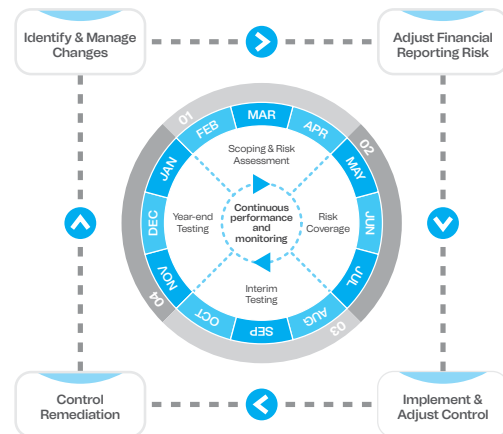 Identify & Manage
Changes
Adjust Financial
Reporting Risk
01
FEB
MAR
APR
02
JAN
MAY
Scoping & Risk
Assessment
DEC
Year-end
Testing
Continuous
performance
and
monitoring
Risk
Coverage
JUN
Interim
Testing
NOV
JUL
04
OCT
SEP
AUG
03
Control
Remediation
Implement &
Adjust Control